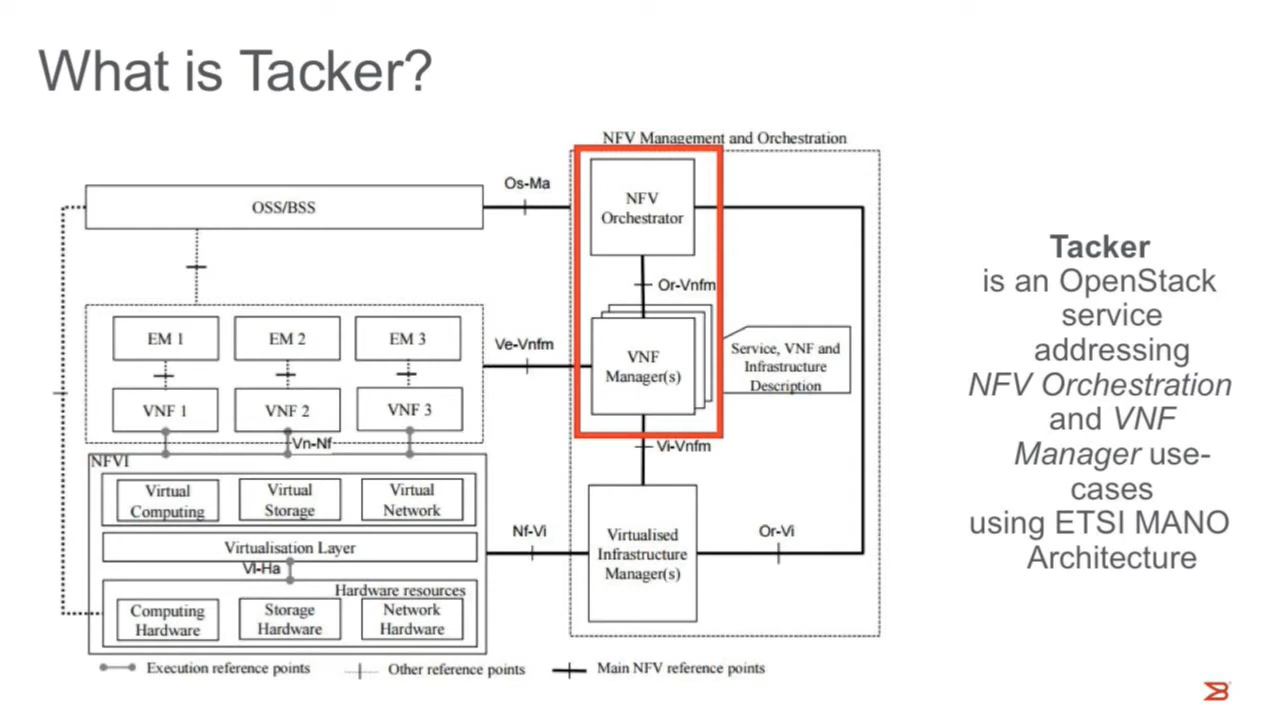 What is Tacker?
NFV Management and Orchestration
Os-Ma
OSS/BSS
NFV
Orchestrator
Or-Vnfm
EM 1
EM 2
EM 3
Ve-Vnfm
VNF
Manager(s)
Service, VNF and
Infrastructure
Description
VNF 1
VNF 2
VNF 3
Vn-Nf
Vi-Vnfm
NFVI
Virtual
Computing
Virtual
Storage
Virtual
Network
Nf-Vi
Virtualised
Infrastructure
Manager(s)
Or-Vi
Virtualisation Layer
Vl-Ha
Hardware resources
Computing
Hardware
Storage
Hardware
Network
Hardware
Execution reference points
Other reference points
Main NFV reference points
Tacker
is an OpenStack
service
addressing
NFV Orchestration
and VNF
Manager use-
cases
using ETSI MANO
Architecture